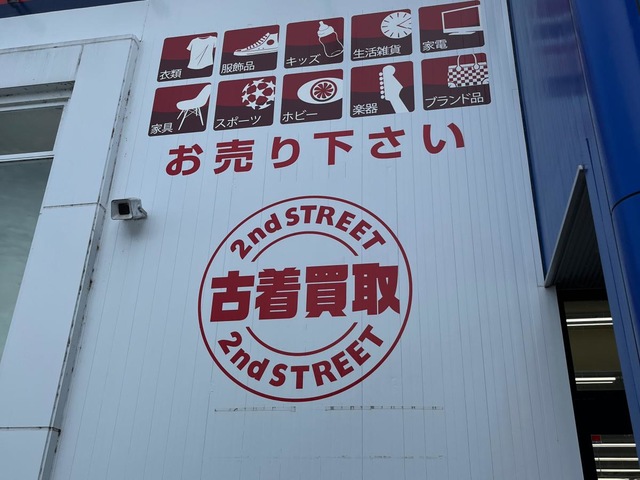 衣類 服飾品 キッズ 生活雑貨 家電
家具 スポーツ ホビー 楽器 ブランド品
お売り下さい
2nd STREET
古着買取
2nd STREET